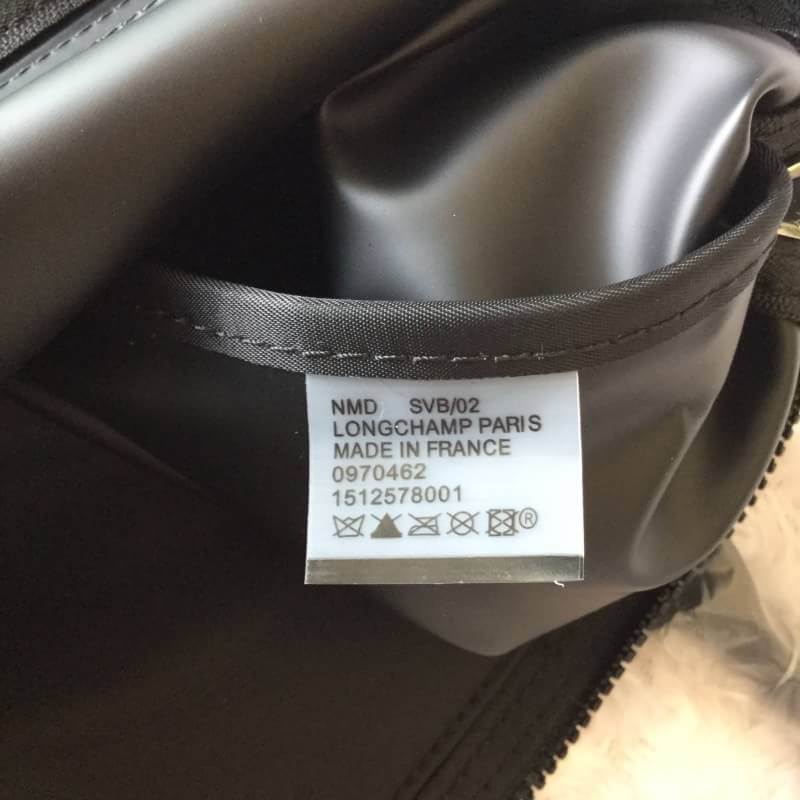 NMD SVB/02
LONGCHAMP PARIS
MADE IN FRANCE
0970462
1512578001
®